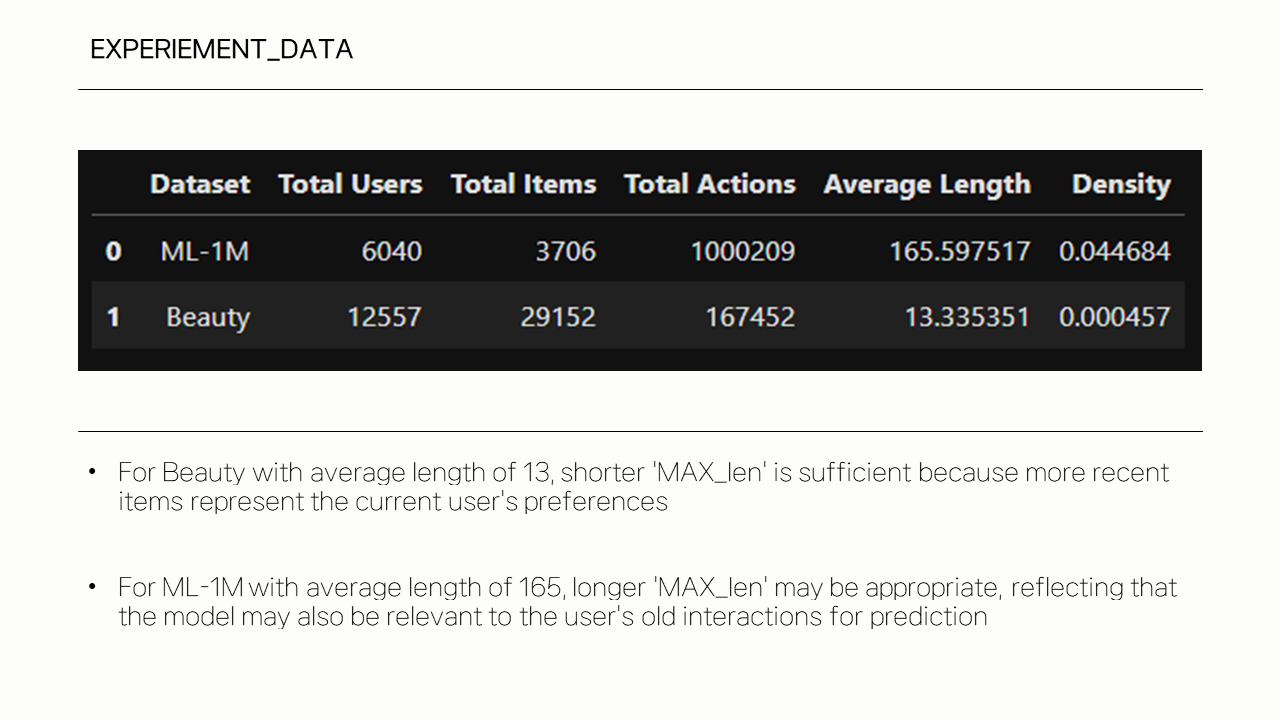 EXPERIEMENT_DATA
Dataset Total Users Total Items Total Actions Average Length Density
0 ML-1M 6040 3706 1000209 165.597517 0.044684
1 Beauty 12557 29152 167452 13.335351 0.000457
• For Beauty with average length of 13, shorter 'MAX_len' is sufficient because more recent
items represent the current user's preferences
• For ML-1M with average length of 165, longer 'MAX_len' may be appropriate, reflecting that
the model may also be relevant to the user's old interactions for prediction